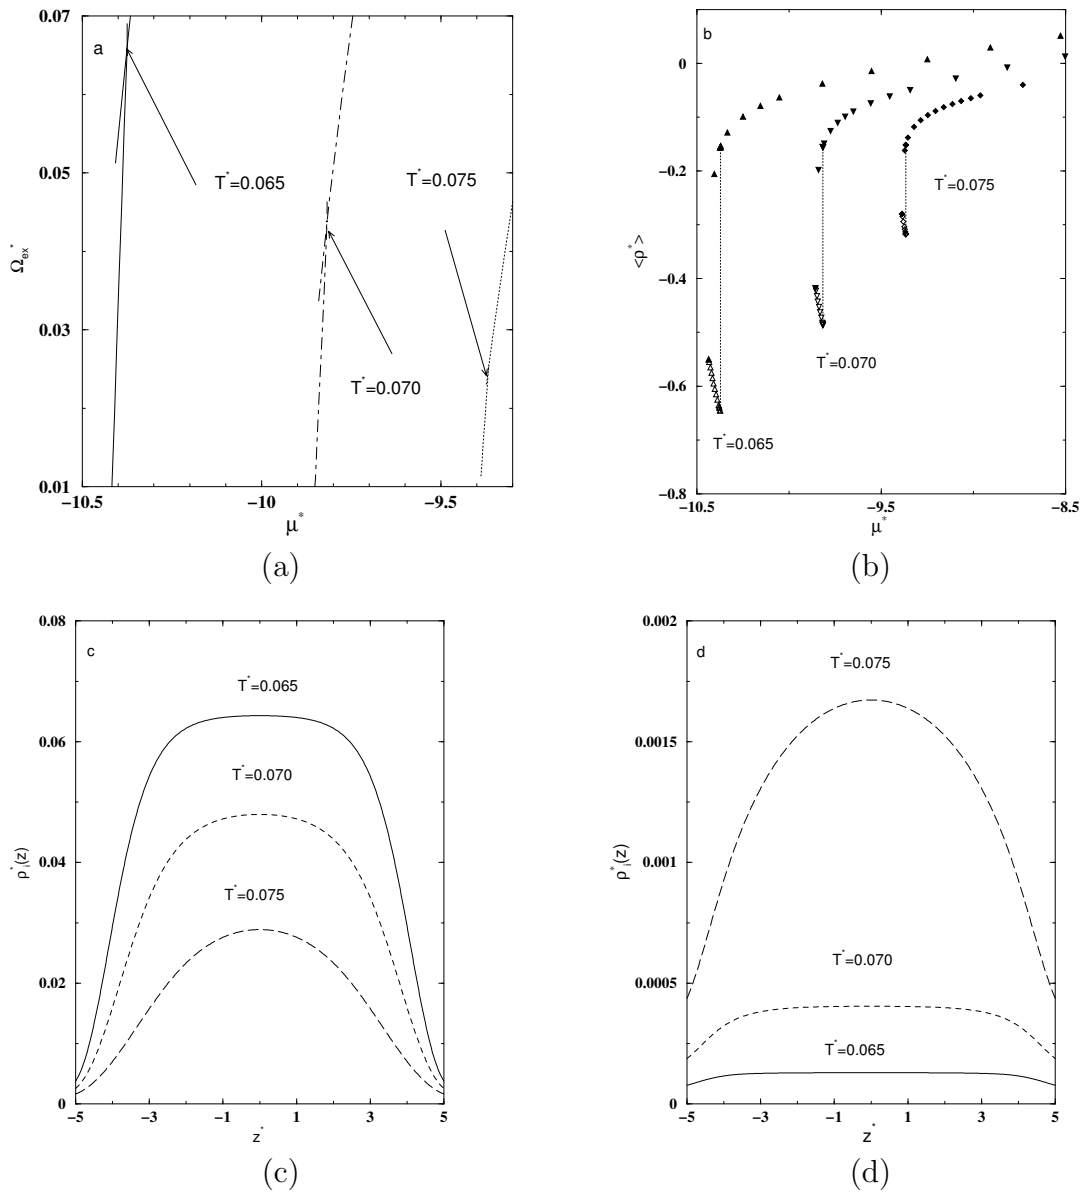 a
0.07
0.05
0.03
0.01
Ω*ex
T*=0.065
T*=0.075
T*=0.070
−10.5
−10
−9.5
μ*
(a)
b
0
−0.2
−0.4
−0.6
−0.8
<ρ*>
T*=0.075
T*=0.070
T*=0.065
−10.5
−9.5
−8.5
μ*
(b)
c
0.08
0.06
0.04
0.02
0
ρ*i(z)
T*=0.065
T*=0.070
T*=0.075
−5
−3
−1
1
3
5
z*
(c)
d
0.002
0.0015
0.001
0.0005
0
ρ*i(z)
T*=0.075
T*=0.070
T*=0.065
−5
−3
−1
1
3
5
z*
(d)